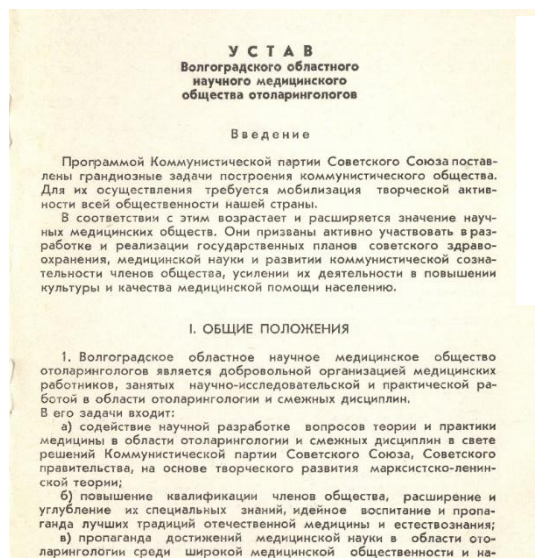 УСТАВ
Волгоградского областного
научного медицинского
общества отоларингологов
Введение
Программой Коммунистической партии Советского Союза постав-
лены грандиозные задачи построения коммунистического общества.
Для их осуществления требуется мобилизация творческой актив-
ности всей общественности нашей страны.
В соответствии с этим возрастает и расширяется значение науч-
ных медицинских обществ. Они призваны активно участвовать в раз-
работке и реализации государственных планов советского здраво-
охранения, медицинской науки и развитии коммунистической созна-
тельности членов общества, усилении их деятельности в повышении
культуры и качества медицинской помощи населению.
I. ОБЩИЕ ПОЛОЖЕНИЯ
1. Волгоградское областное научное медицинское общество
отоларингологов является добровольной организацией медицинских
работников, занятых научно-исследовательской и практической ра-
ботой в области отоларингологии и смежных дисциплин.
В его задачи входит:
а) содействие научной разработке вопросов теории и практики
медицины в области отоларингологии и смежных дисциплин в свете
решений Коммунистической партии Советского Союза, Советского
правительства, на основе творческого развития марксистско-ленин-
ской теории;
б) повышение квалификации членов общества, расширение и
углубление их специальных знаний, идейное воспитание и пропа-
ганда лучших традиций отечественной медицины и естествознания;
в) пропаганда достижений медицинской науки в области ото-
ларингологии среди широкой медицинской общественности и на-